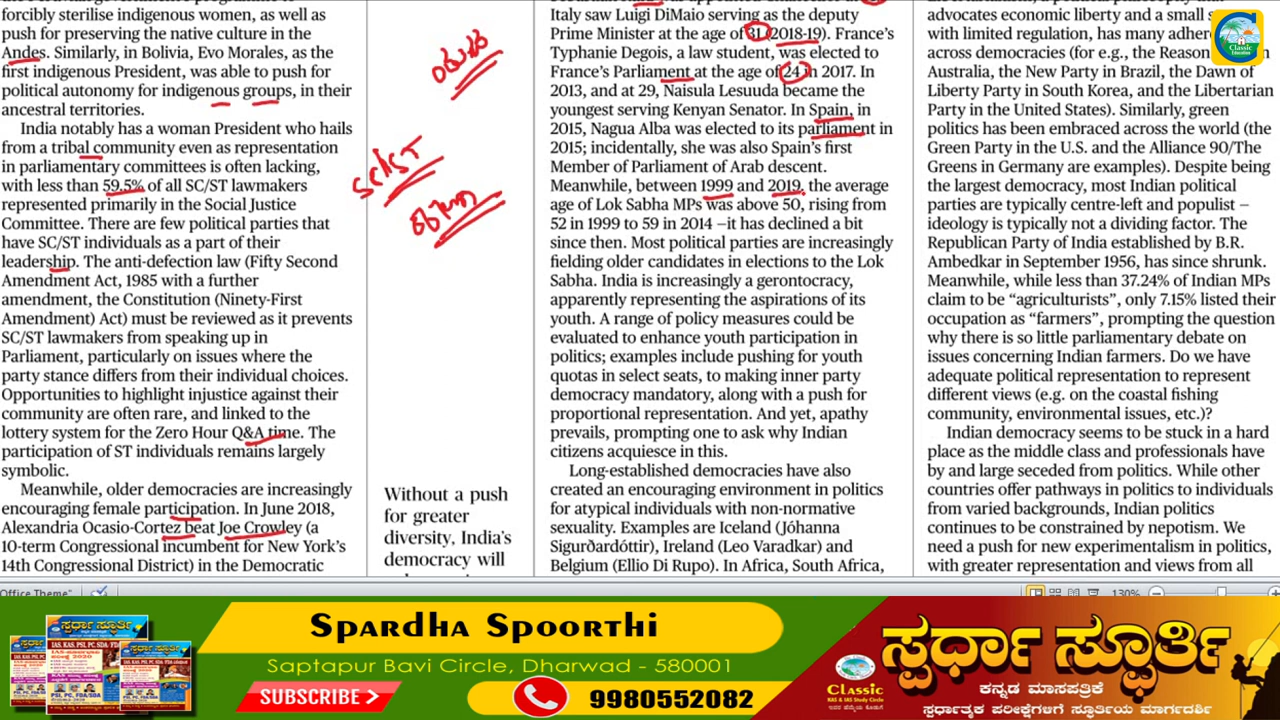 forcibly sterilise indigenous women, as well as
push for preserving the native culture in the
Andes. Similarly, in Bolivia, Evo Morales, as the
first indigenous President, was able to push for
political autonomy for indigenous groups, in their
ancestral territories.
India notably has a woman President who hails
from a tribal community even as representation
in parliamentary committees is often lacking,
with less than 59.5% of all SC/ST lawmakers
represented primarily in the Social Justice
Committee. There are few political parties that
have SC/ST individuals as a part of their
leadership. The anti-defection law (Fifty Second
Amendment Act, 1985 with a further
amendment, the Constitution (Ninety-First
Amendment) Act) must be reviewed as it prevents
SC/ST lawmakers from speaking up in
Parliament, particularly on issues where the
party stance differs from their individual choices.
Opportunities to highlight injustice against their
community are often rare, and linked to the
lottery system for the Zero Hour Q&A time. The
participation of ST individuals remains largely
symbolic.
Meanwhile, older democracies are increasingly
encouraging female participation. In June 2018,
Alexandria Ocasio-Cortez beat Joe Crowley (a
10-term Congressional incumbent for New York's
14th Congressional District) in the Democratic
SC/ST
Without a push
for greater
diversity, India's
democracy will
Italy saw Luigi DiMaio serving as the deputy
Prime Minister at the age of 31 (2018-19). France's
Typhanie Degois, a law student, was elected to
France's Parliament at the age of 24 in 2017. In
2013, and at 29, Naisula Lesuuda became the
youngest serving Kenyan Senator. In Spain, in
2015, Nagua Alba was elected to its parliament in
2015; incidentally, she was also Spain's first
Member of Parliament of Arab descent.
Meanwhile, between 1999 and 2019, the average
age of Lok Sabha MPs was above 50, rising from
52 in 1999 to 59 in 2014 —it has declined a bit
since then. Most political parties are increasingly
fielding older candidates in elections to the Lok
Sabha. India is increasingly a gerontocracy,
apparently representing the aspirations of its
youth. A range of policy measures could be
evaluated to enhance youth participation in
politics; examples include pushing for youth
quotas in select seats, to making inner party
democracy mandatory, along with a push for
proportional representation. And yet, apathy
prevails, prompting one to ask why Indian
citizens acquiesce in this.
Long-established democracies have also
created an encouraging environment in politics
for atypical individuals with non-normative
sexuality. Examples are Iceland (Jóhanna
Sigurðardóttir), Ireland (Leo Varadkar) and
Belgium (Ellio Di Rupo). In Africa, South Africa,
advocates economic liberty and a small
with limited regulation, has many
across democracies (for e.g., the Reason
Australia, the New Party in Brazil, the Dawn of
Liberty Party in South Korea, and the Libertarian
Party in the United States). Similarly, green
politics has been embraced across the world (the
Green Party in the U.S. and the Alliance 90/The
Greens in Germany are examples). Despite being
the largest democracy, most Indian political
parties are typically centre-left and populist —
ideology is typically not a dividing factor. The
Republican Party of India established by B.R.
Ambedkar in September 1956, has since shrunk.
Meanwhile, while less than 37.24% of Indian MPs
claim to be "agriculturists", only 7.15% listed their
occupation as "farmers", prompting the question
why there is so little parliamentary debate on
issues concerning Indian farmers. Do we have
adequate political representation to represent
different views (e.g. on the coastal fishing
community, environmental issues, etc.)?
Indian democracy seems to be stuck in a hard
place as the middle class and professionals have
by and large seceded from politics. While other
countries offer pathways in politics to individuals
from varied backgrounds, Indian politics
continues to be constrained by nepotism. We
need a push for new experimentalism in politics,
with greater representation and views from all
Classic
Education
Office Theme"
130%
Spardha Spoorthi
Saptapur Bavi Circle, Dharwad - 580001
SUBSCRIBE >
9980552082
ಸ್ಪರ್ಧಾ ಸ್ಪೂರ್ತಿ
Classic
KAS & IAS Study Circle
ಕನ್ನಡ ಮಾಸಪತ್ರಿಕೆ
ಸ್ಪರ್ಧಾತ್ಮಕ ಪರೀಕ್ಷೆಗಳಿಗೆ ಸ್ಫೂರ್ತಿಯ ಮಾರ್ಗದರ್ಶಿ